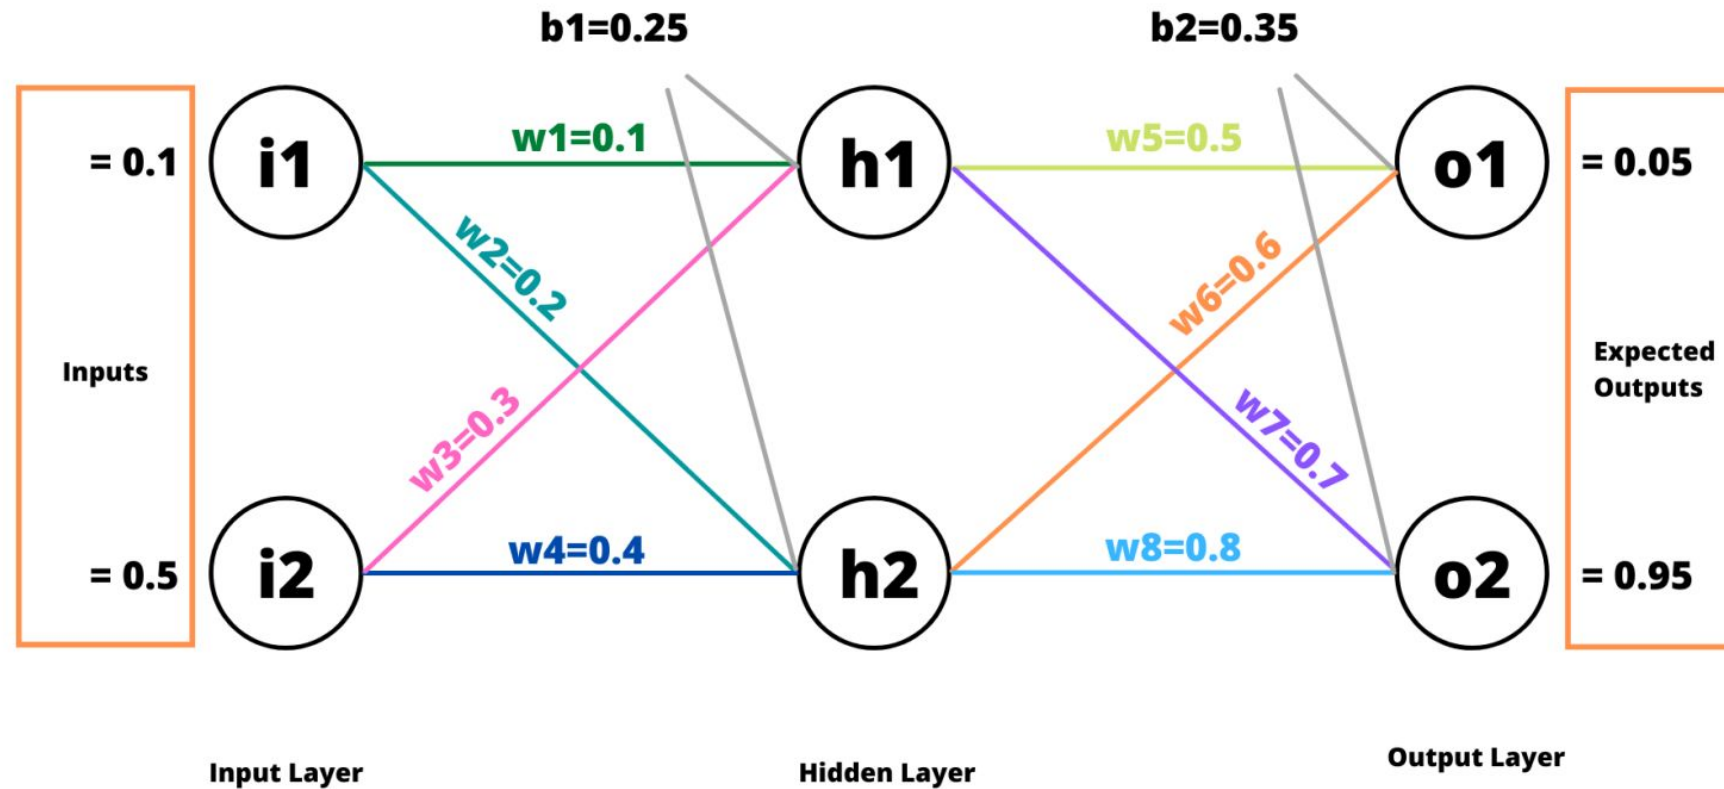 b1=0.25
b2=0.35
= 0.1
i1
w1=0.1
h1
w5=0.5
o1
= 0.05
w2=0.2
w6=0.6
Inputs
Expected
Outputs
w3=0.3
w7=0.7
= 0.5
i2
w4=0.4
h2
w8=0.8
o2
= 0.95
Input Layer
Hidden Layer
Output Layer